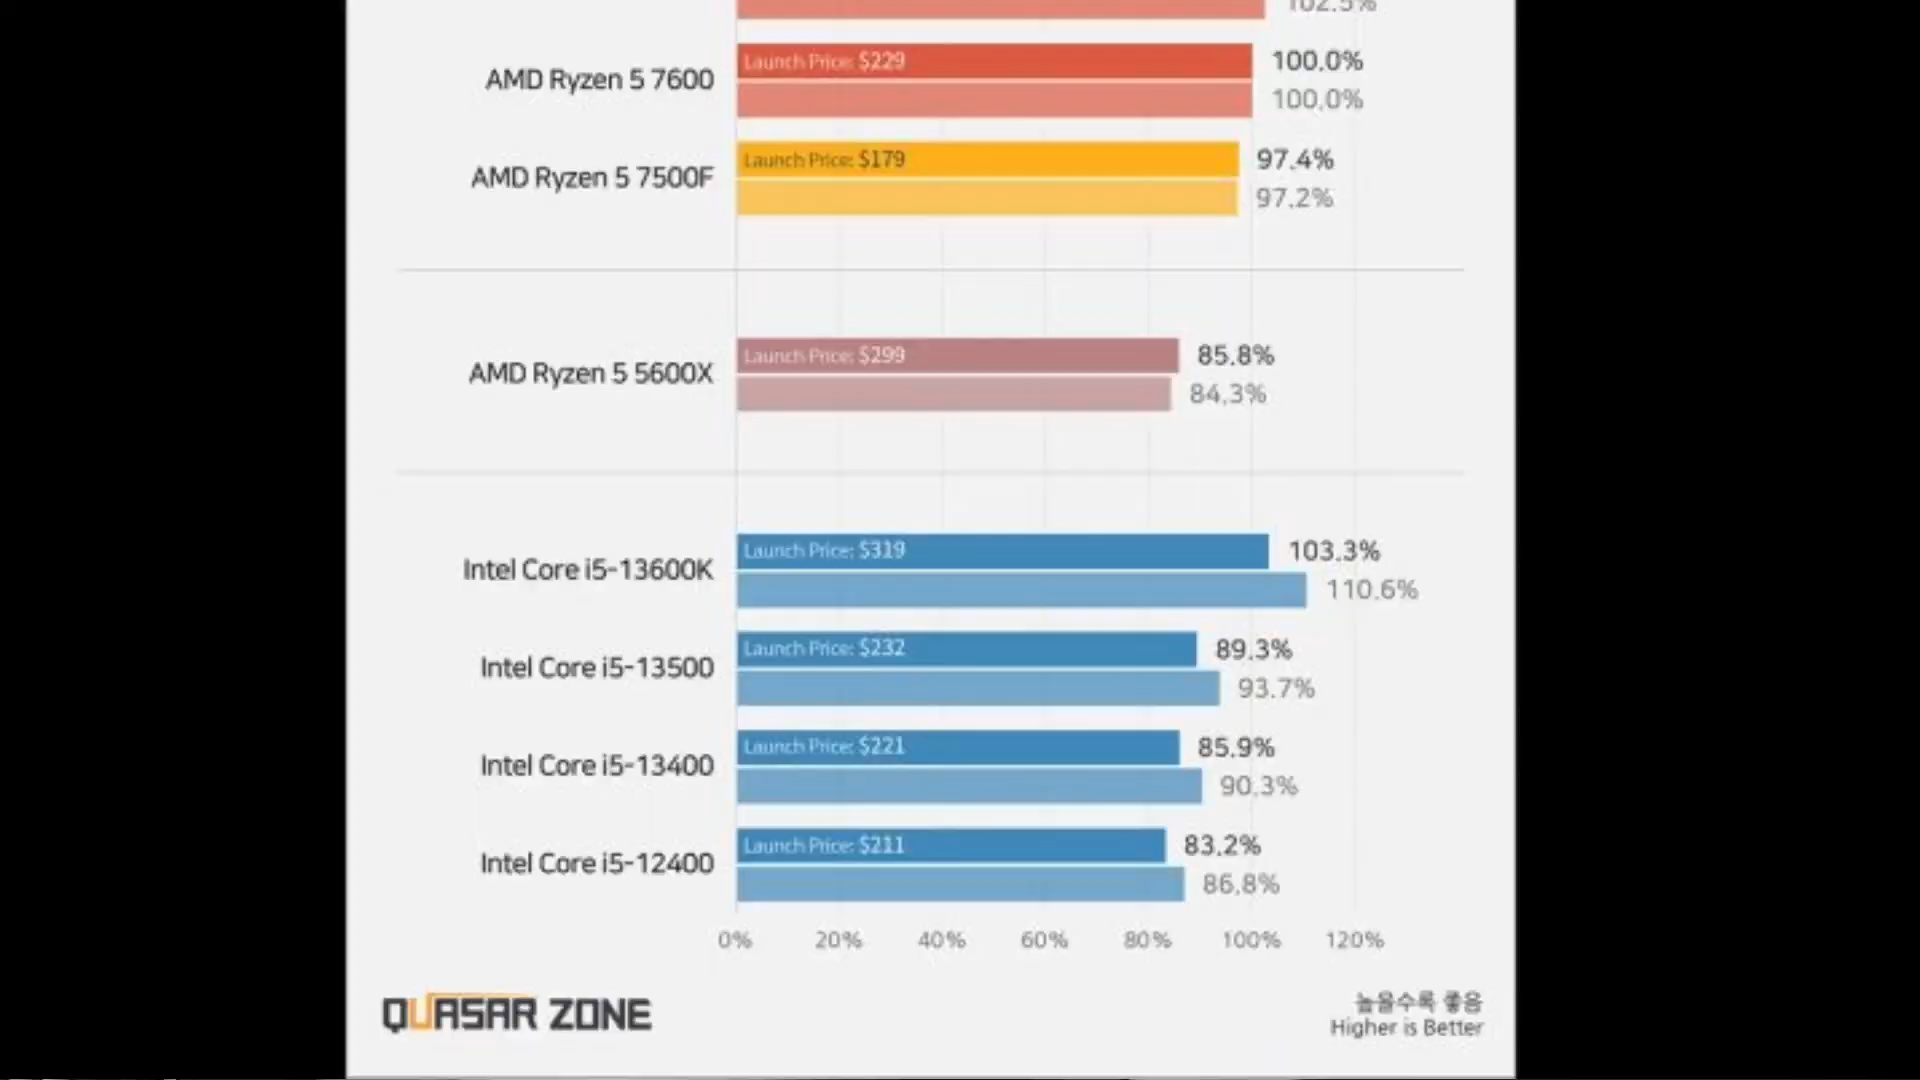 102.5%
AMD Ryzen 5 7600
Launch Price: $229
100.0%
100.0%
AMD Ryzen 5 7500F
Launch Price: $179
97.4%
97.2%
AMD Ryzen 5 5600X
Launch Price: $299
85.8%
84.3%
Intel Core i5-13600K
Launch Price: $319
103.3%
110.6%
Intel Core i5-13500
Launch Price: $232
89.3%
93.7%
Intel Core i5-13400
Launch Price: $221
85.9%
90.3%
Intel Core i5-12400
Launch Price: $211
83.2%
86.8%
0% 20% 40% 60% 80% 100% 120%
QUASAR ZONE
높을수록 좋음
Higher is Better